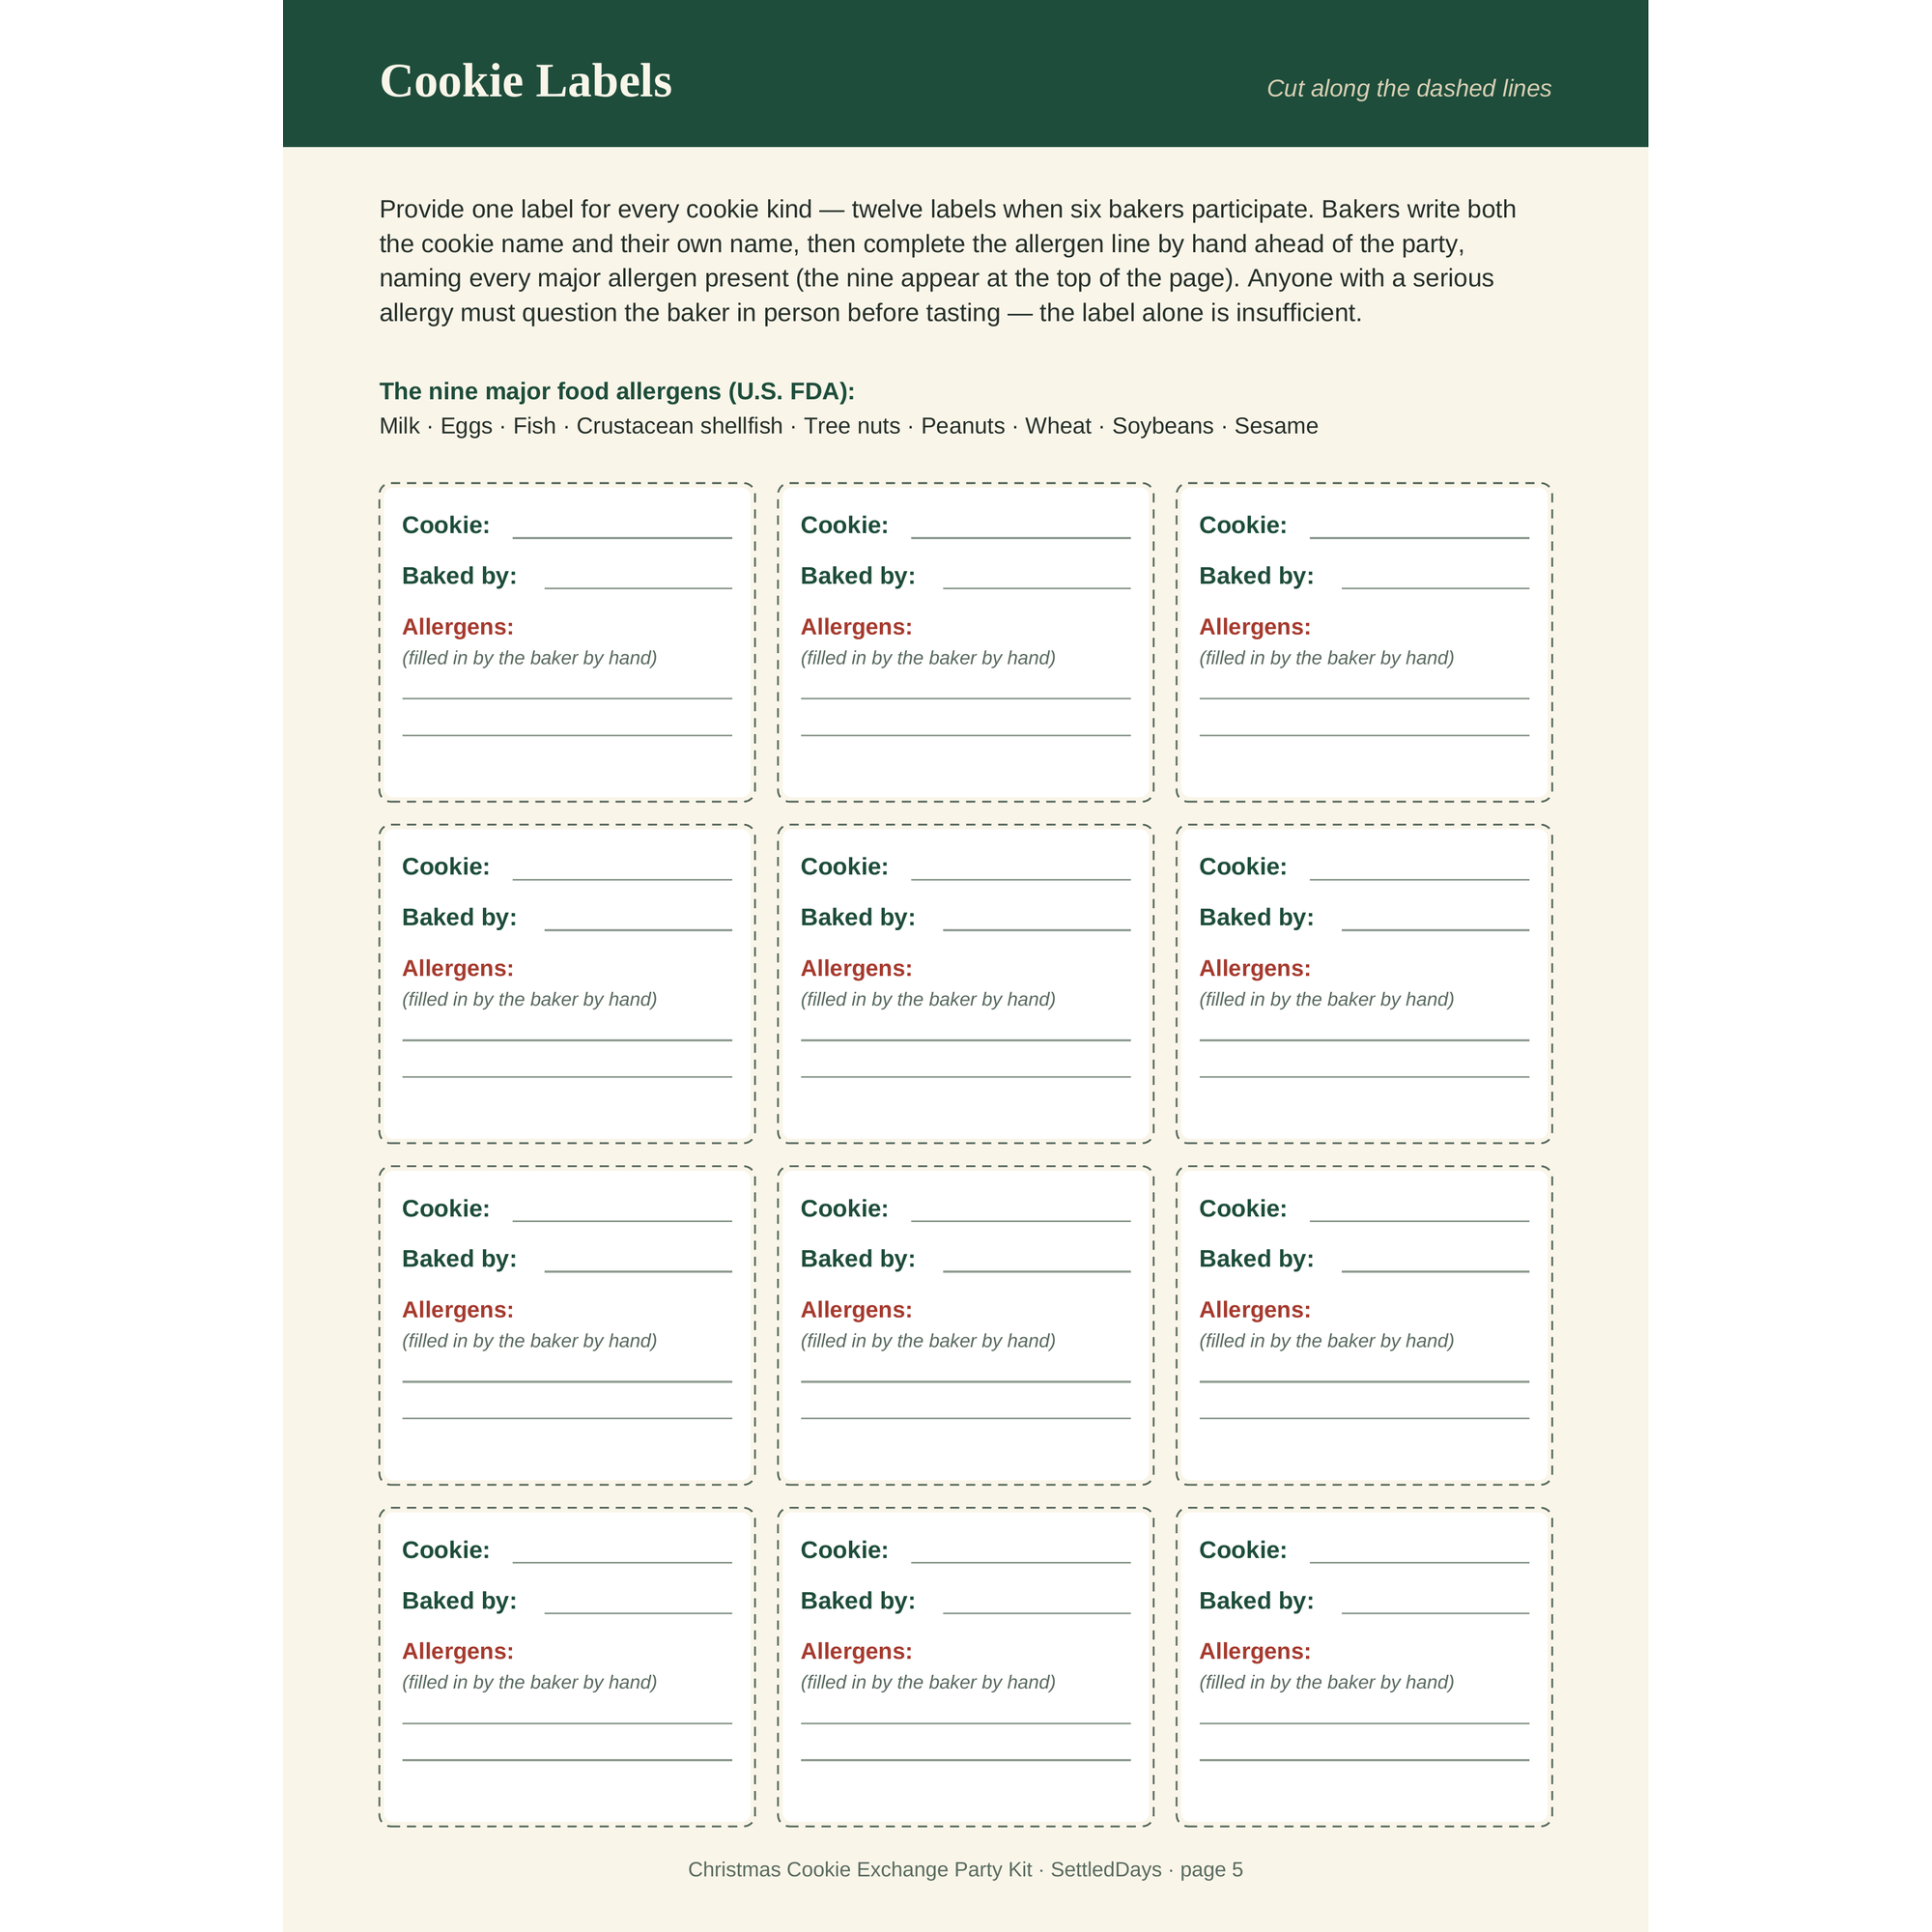 Cookie Labels
Cut along the dashed lines
Provide one label for every cookie kind — twelve labels when six bakers participate. Bakers write both
the cookie name and their own name, then complete the allergen line by hand ahead of the party,
naming every major allergen present (the nine appear at the top of the page). Anyone with a serious
allergy must question the baker in person before tasting — the label alone is insufficient.
The nine major food allergens (U.S. FDA):
Milk · Eggs · Fish · Crustacean shellfish · Tree nuts · Peanuts · Wheat · Soybeans · Sesame
Cookie:
Baked by:
Allergens:
(filled in by the baker by hand)
Cookie:
Baked by:
Allergens:
(filled in by the baker by hand)
Cookie:
Baked by:
Allergens:
(filled in by the baker by hand)
Cookie:
Baked by:
Allergens:
(filled in by the baker by hand)
Cookie:
Baked by:
Allergens:
(filled in by the baker by hand)
Cookie:
Baked by:
Allergens:
(filled in by the baker by hand)
Cookie:
Baked by:
Allergens:
(filled in by the baker by hand)
Cookie:
Baked by:
Allergens:
(filled in by the baker by hand)
Cookie:
Baked by:
Allergens:
(filled in by the baker by hand)
Cookie:
Baked by:
Allergens:
(filled in by the baker by hand)
Cookie:
Baked by:
Allergens:
(filled in by the baker by hand)
Cookie:
Baked by:
Allergens:
(filled in by the baker by hand)
Christmas Cookie Exchange Party Kit · SettledDays · page 5